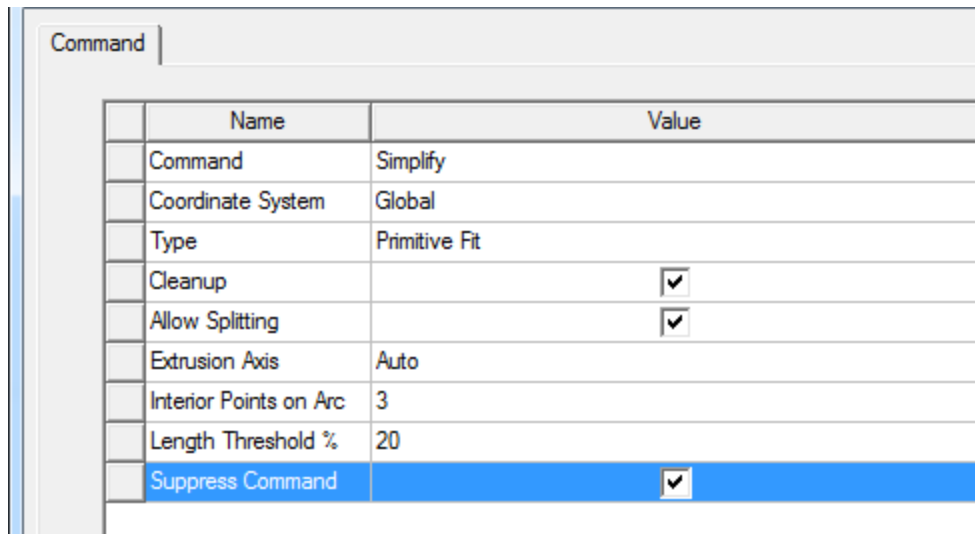 Command
Name Value
Command Simplify
Coordinate System Global
Type Primitive Fit
Cleanup
Allow Splitting
Extrusion Axis Auto
Interior Points on Arc 3
Length Threshold % 20
Suppress Command